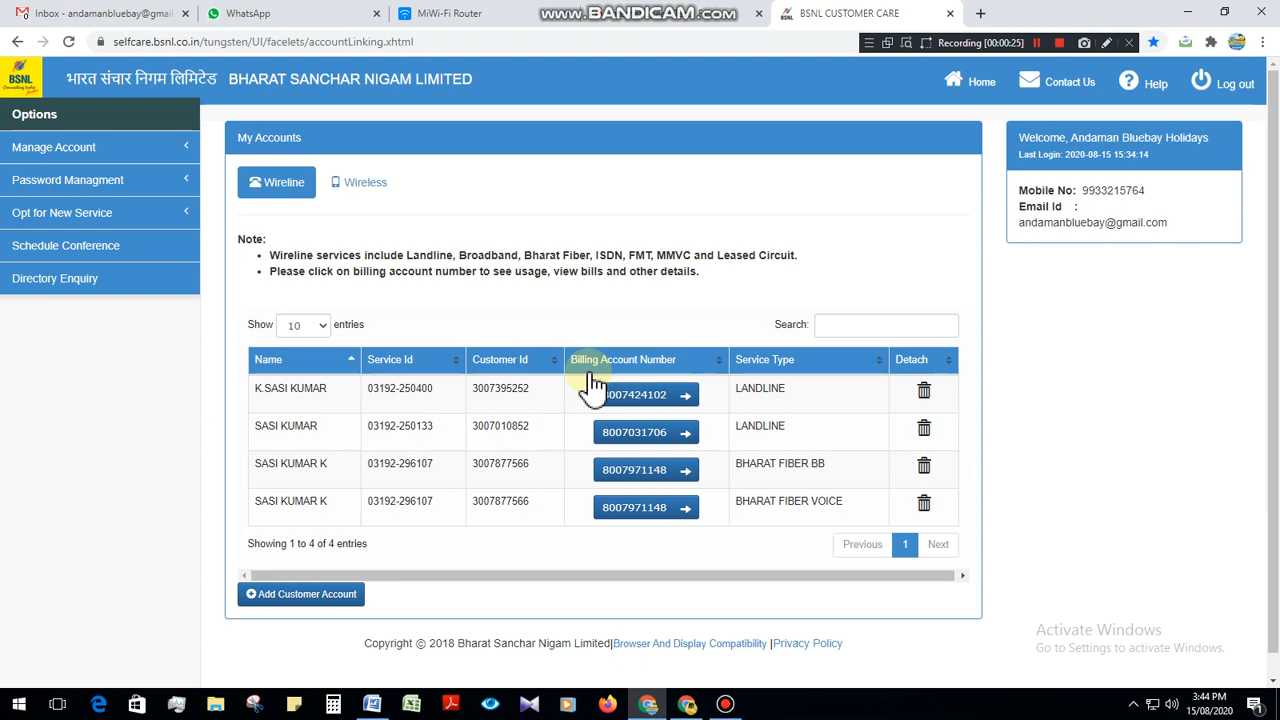 Inbox - andamanbluebay@gmail
WhatsApp
MiWi-Fi Router
WWW.BANDICAM.COM
BSNL CUSTOMER CARE
selfcare.bsnl.co.in/tungsten/UI/facelets/accountLinking.xhtml
Recording [00:00:25]
BSNL
भारत संचार निगम लिमिटेड BHARAT SANCHAR NIGAM LIMITED
Home
Contact Us
Help
Log out
Options
Manage Account
Password Managment
Opt for New Service
Schedule Conference
Directory Enquiry
My Accounts
Wireline
Wireless
Note:
• Wireline services include Landline, Broadband, Bharat Fiber, ISDN, FMT, MMVC and Leased Circuit.
• Please click on billing account number to see usage, view bills and other details.
Show 10 entries
Search:
Name Service Id Customer Id Billing Account Number Service Type Detach
K.SASI KUMAR 03192-250400 3007395252 8007424102 LANDLINE
SASI KUMAR 03192-250133 3007010852 8007031706 LANDLINE
SASI KUMAR K 03192-296107 3007877566 8007971148 BHARAT FIBER BB
SASI KUMAR K 03192-296107 3007877566 8007971148 BHARAT FIBER VOICE
Showing 1 to 4 of 4 entries
Previous 1 Next
Add Customer Account
Copyright © 2018 Bharat Sanchar Nigam Limited|Browser And Display Compatibility |Privacy Policy
Welcome, Andaman Bluebay Holidays
Last Login: 2020-08-15 15:34:14
Mobile No: 9933215764
Email Id :
andamanbluebay@gmail.com
Activate Windows
Go to Settings to activate Windows.
3:44 PM
15/08/2020